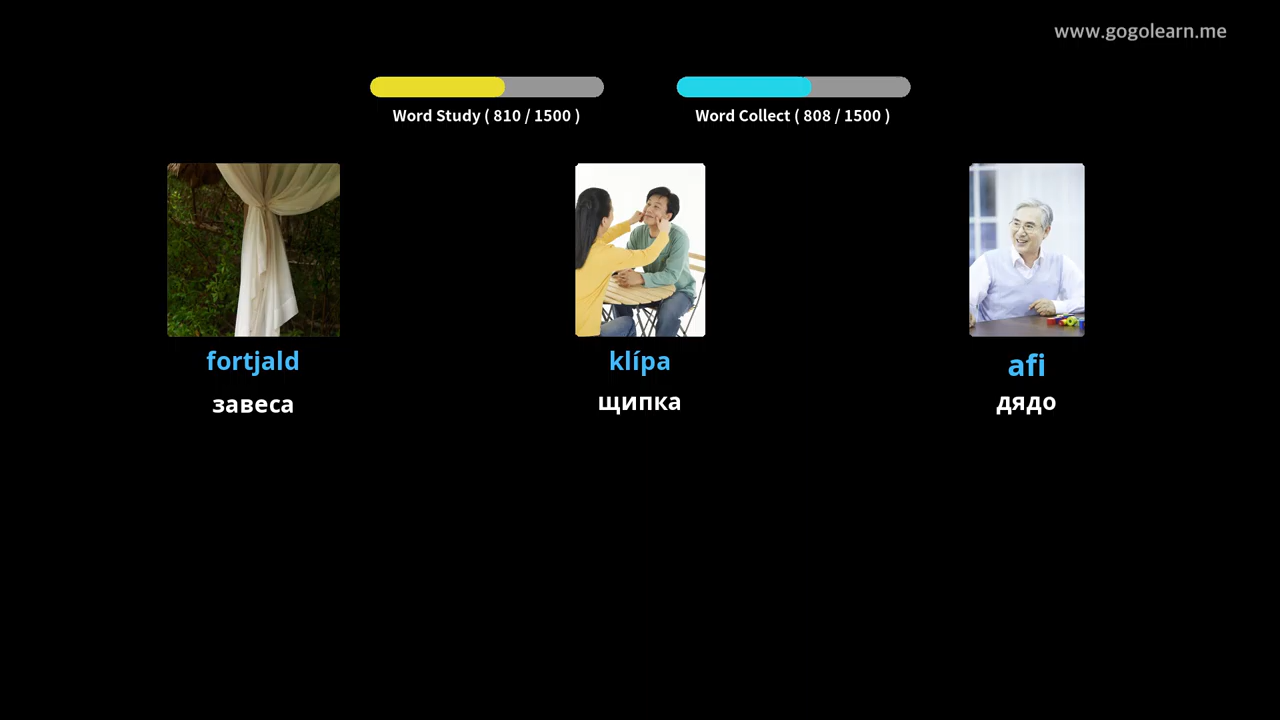 www.gogolearn.me
Word Study ( 810 / 1500 )
Word Collect ( 808 / 1500 )
fortjald
klípa
afi
завеса
щипка
дядо